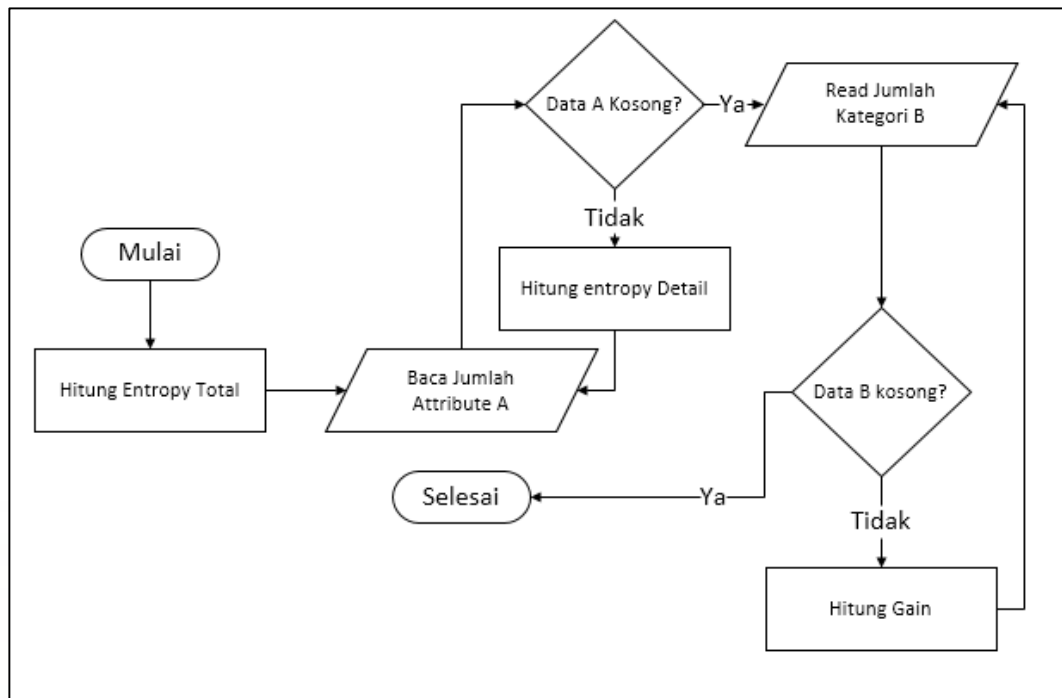 Mulai
Hitung Entropy Total
Baca Jumlah
Attribute A
Data A Kosong?
Ya
Tidak
Hitung entropy Detail
Read Jumlah
Kategori B
Data B kosong?
Ya
Selesai
Tidak
Hitung Gain